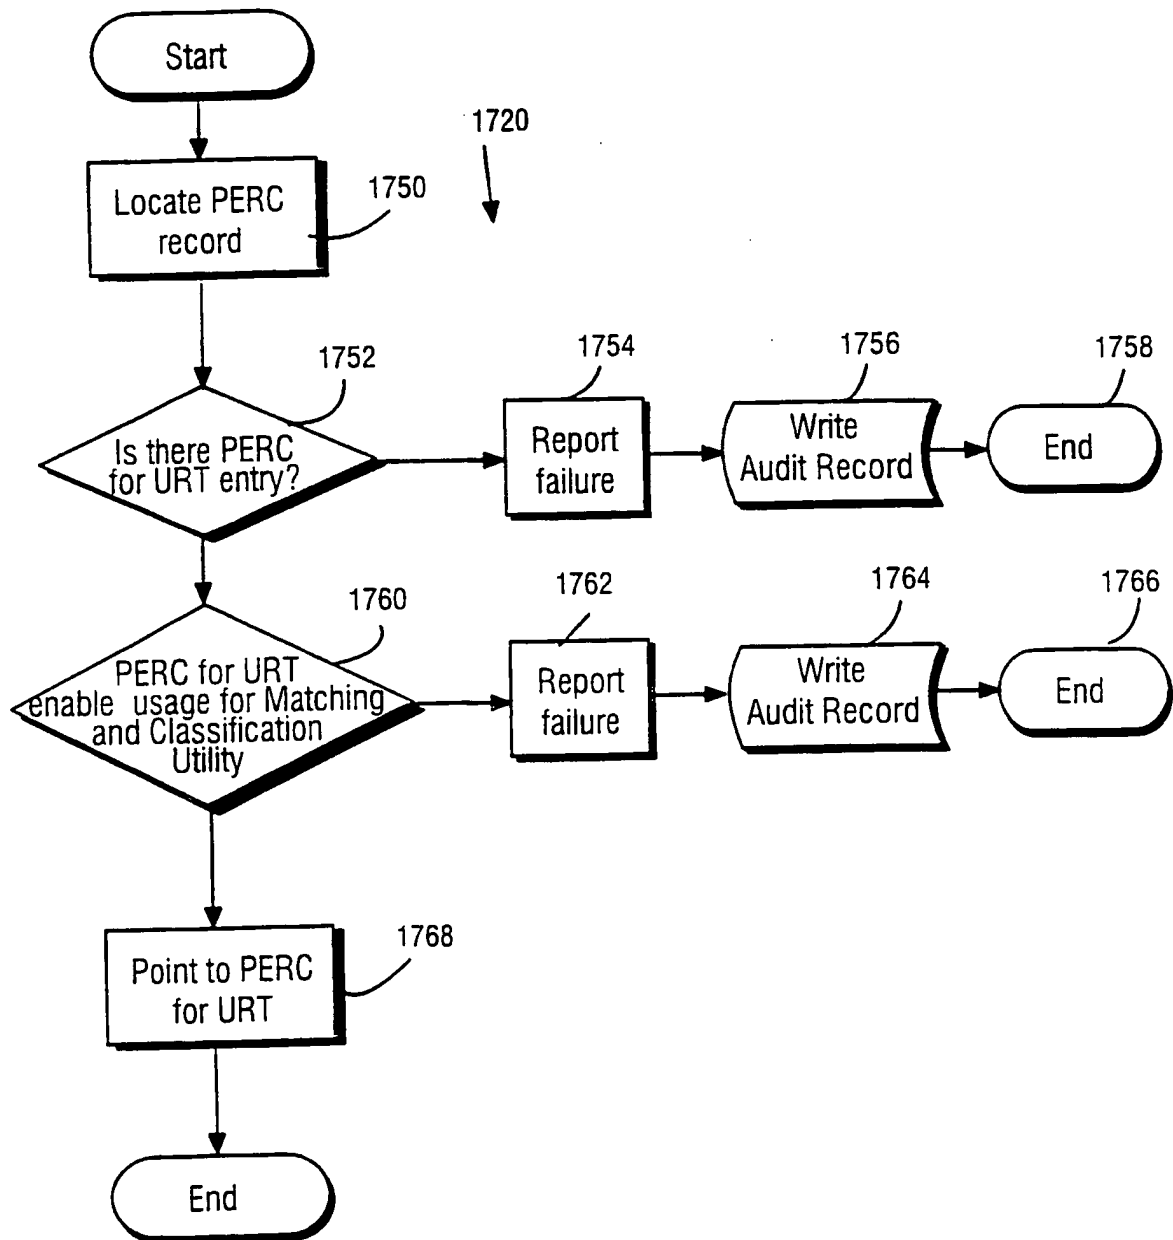 Start
1720
Locate PERC
record
1750
1752
Is there PERC
for URT entry?
1754
Report
failure
1756
Write
Audit Record
1758
End
1760
PERC for URT
enable usage for Matching
and Classification
Utility
1762
Report
failure
1764
Write
Audit Record
1766
End
1768
Point to PERC
for URT
End